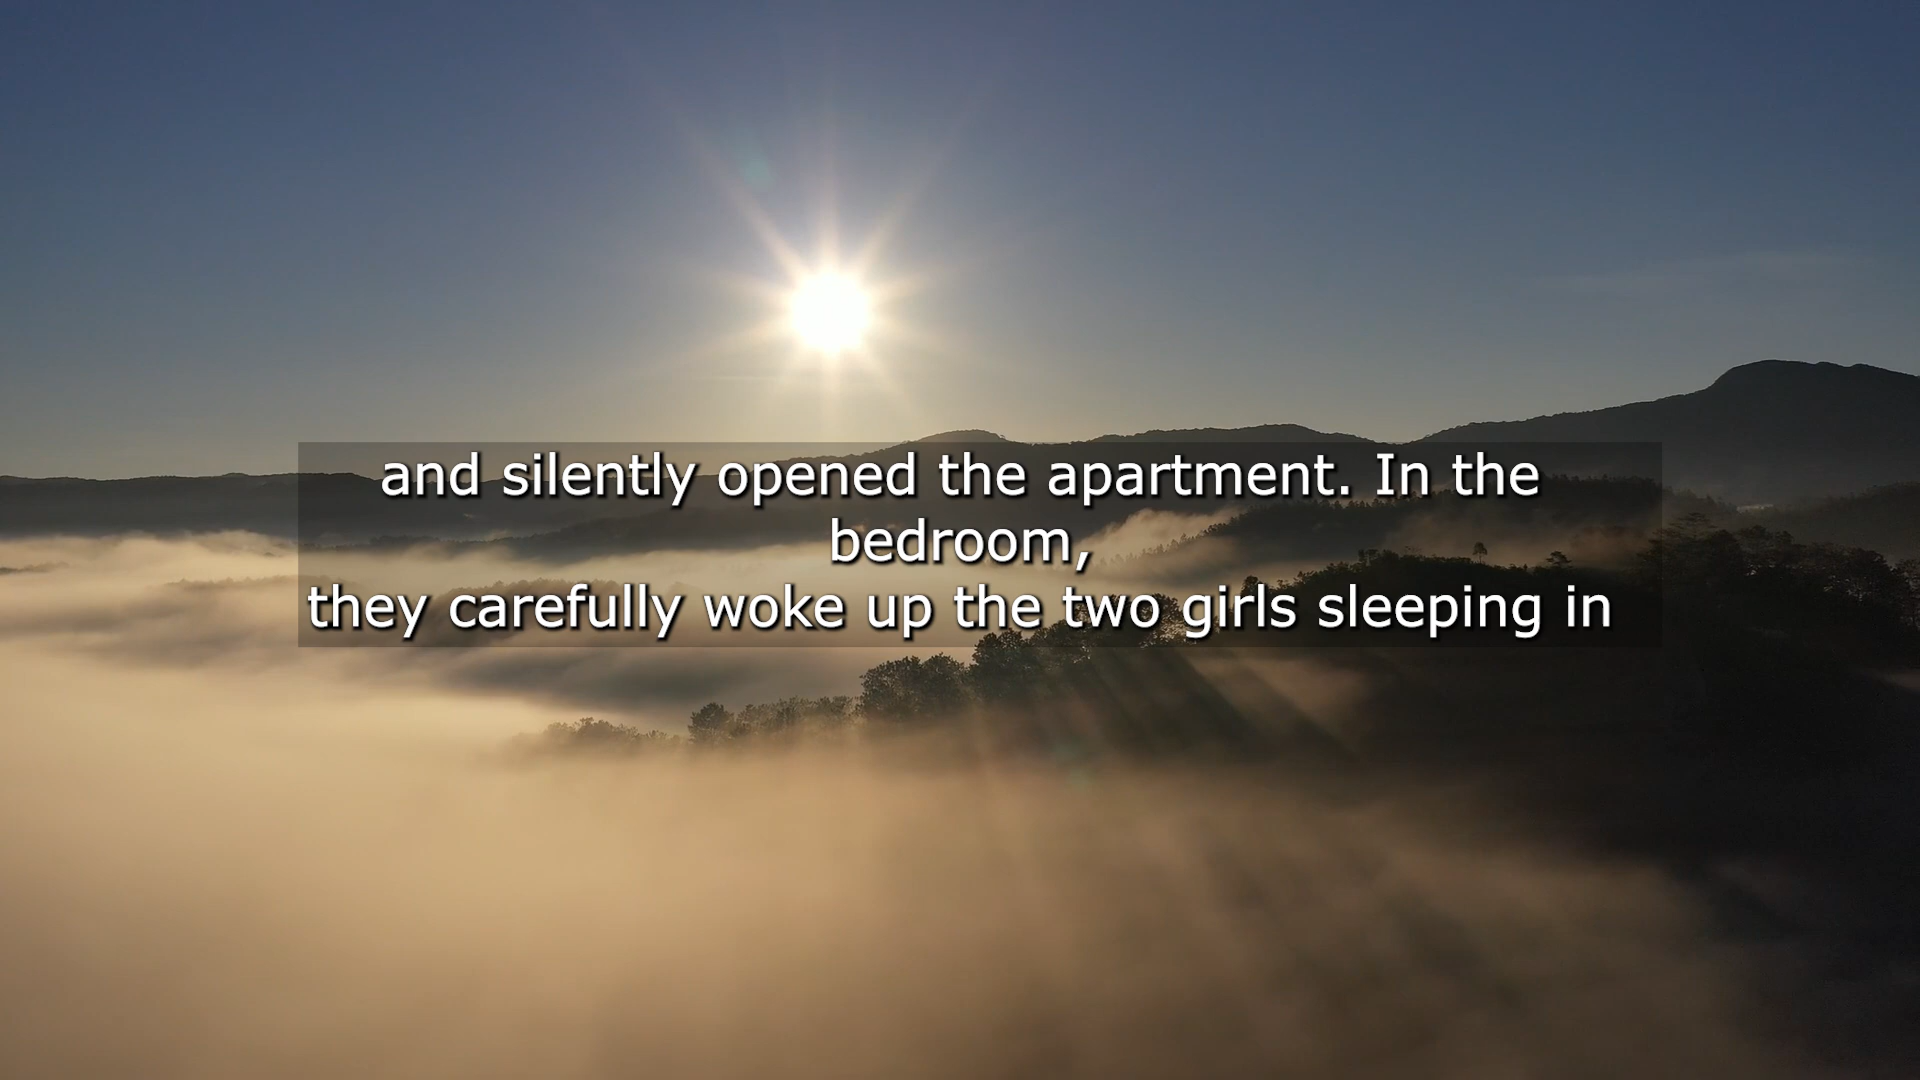 and silently opened the apartment. In the
bedroom,
they carefully woke up the two girls sleeping in